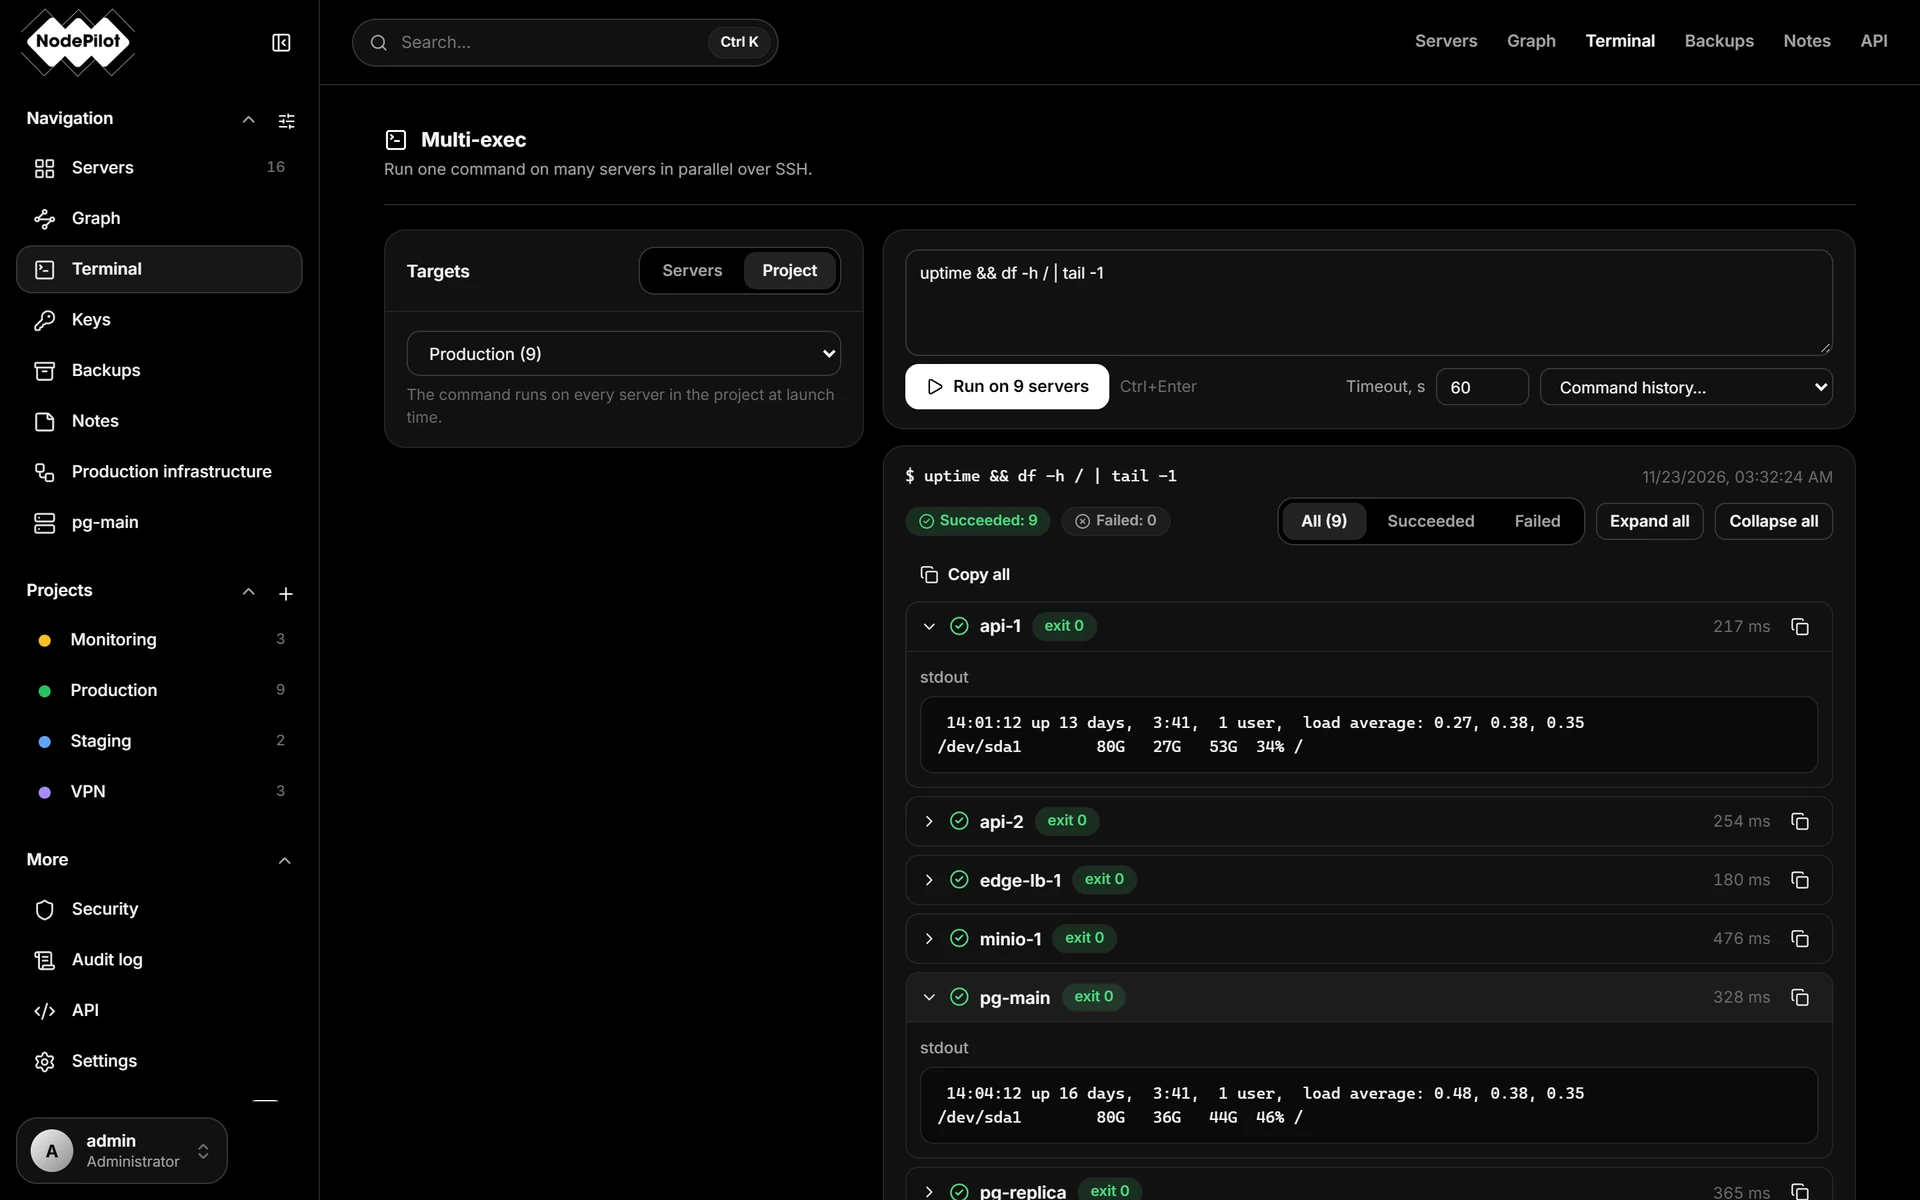 NodePilot
Search...
Ctrl K
Servers
Graph
Terminal
Backups
Notes
API
Navigation
Servers 16
Graph
Terminal
Keys
Backups
Notes
Production infrastructure
pg-main
Projects
Monitoring 3
Production 9
Staging 2
VPN 3
More
Security
Audit log
API
Settings
A
admin
Administrator
Multi-exec
Run one command on many servers in parallel over SSH.
Targets
Servers
Project
Production (9)
The command runs on every server in the project at launch
time.
uptime && df -h / | tail -1
Run on 9 servers
Ctrl+Enter
Timeout, s
60
Command history...
$ uptime && df -h / | tail -1
11/23/2026, 03:32:24 AM
Succeeded: 9
Failed: 0
All (9)
Succeeded
Failed
Expand all
Collapse all
Copy all
api-1 exit 0 217 ms
stdout
14:01:12 up 13 days,  3:41,  1 user,  load average: 0.27, 0.38, 0.35
/dev/sda1        80G   27G   53G  34% /
api-2 exit 0 254 ms
edge-lb-1 exit 0 180 ms
minio-1 exit 0 476 ms
pg-main exit 0 328 ms
stdout
14:04:12 up 16 days,  3:41,  1 user,  load average: 0.48, 0.38, 0.35
/dev/sda1        80G   36G   44G  46% /
pg-replica exit 0 365 ms